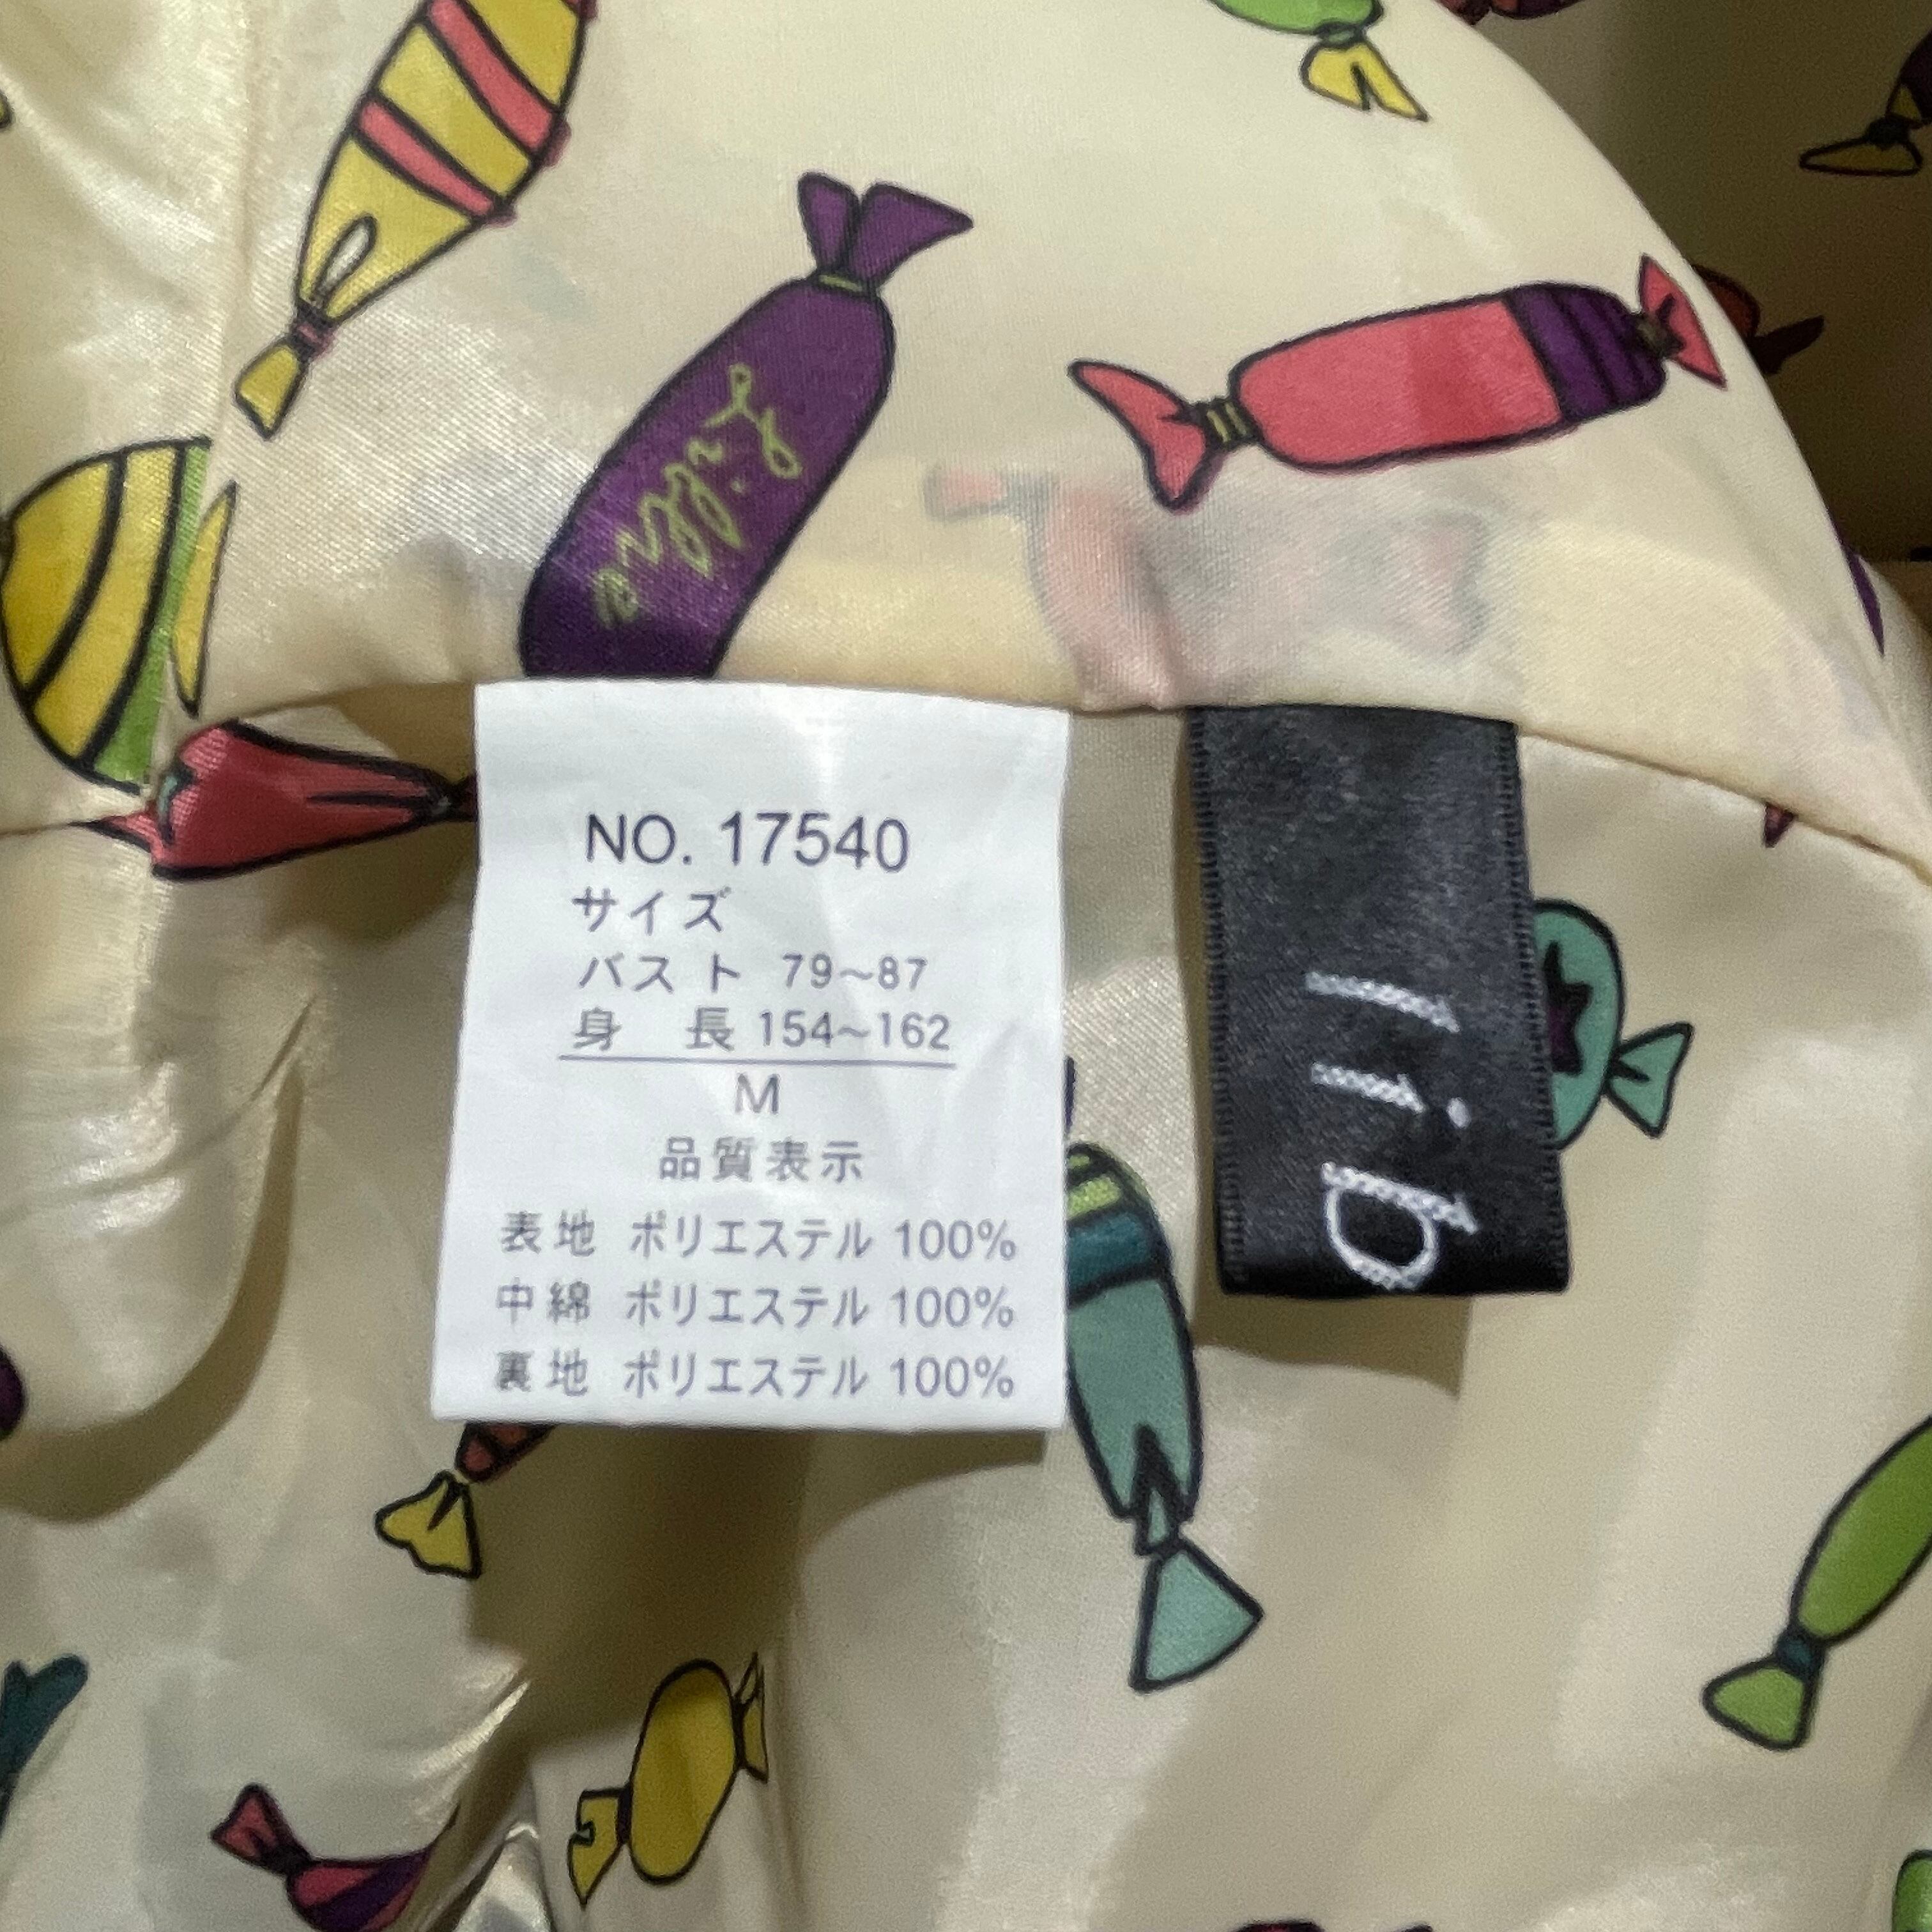 Lillie
NO. 17540
サイズ
バスト 79~87
身 長 154~162
M
品質表示
表地 ポリエステル 100%
中綿 ポリエステル 100%
裏地 ポリエステル 100%